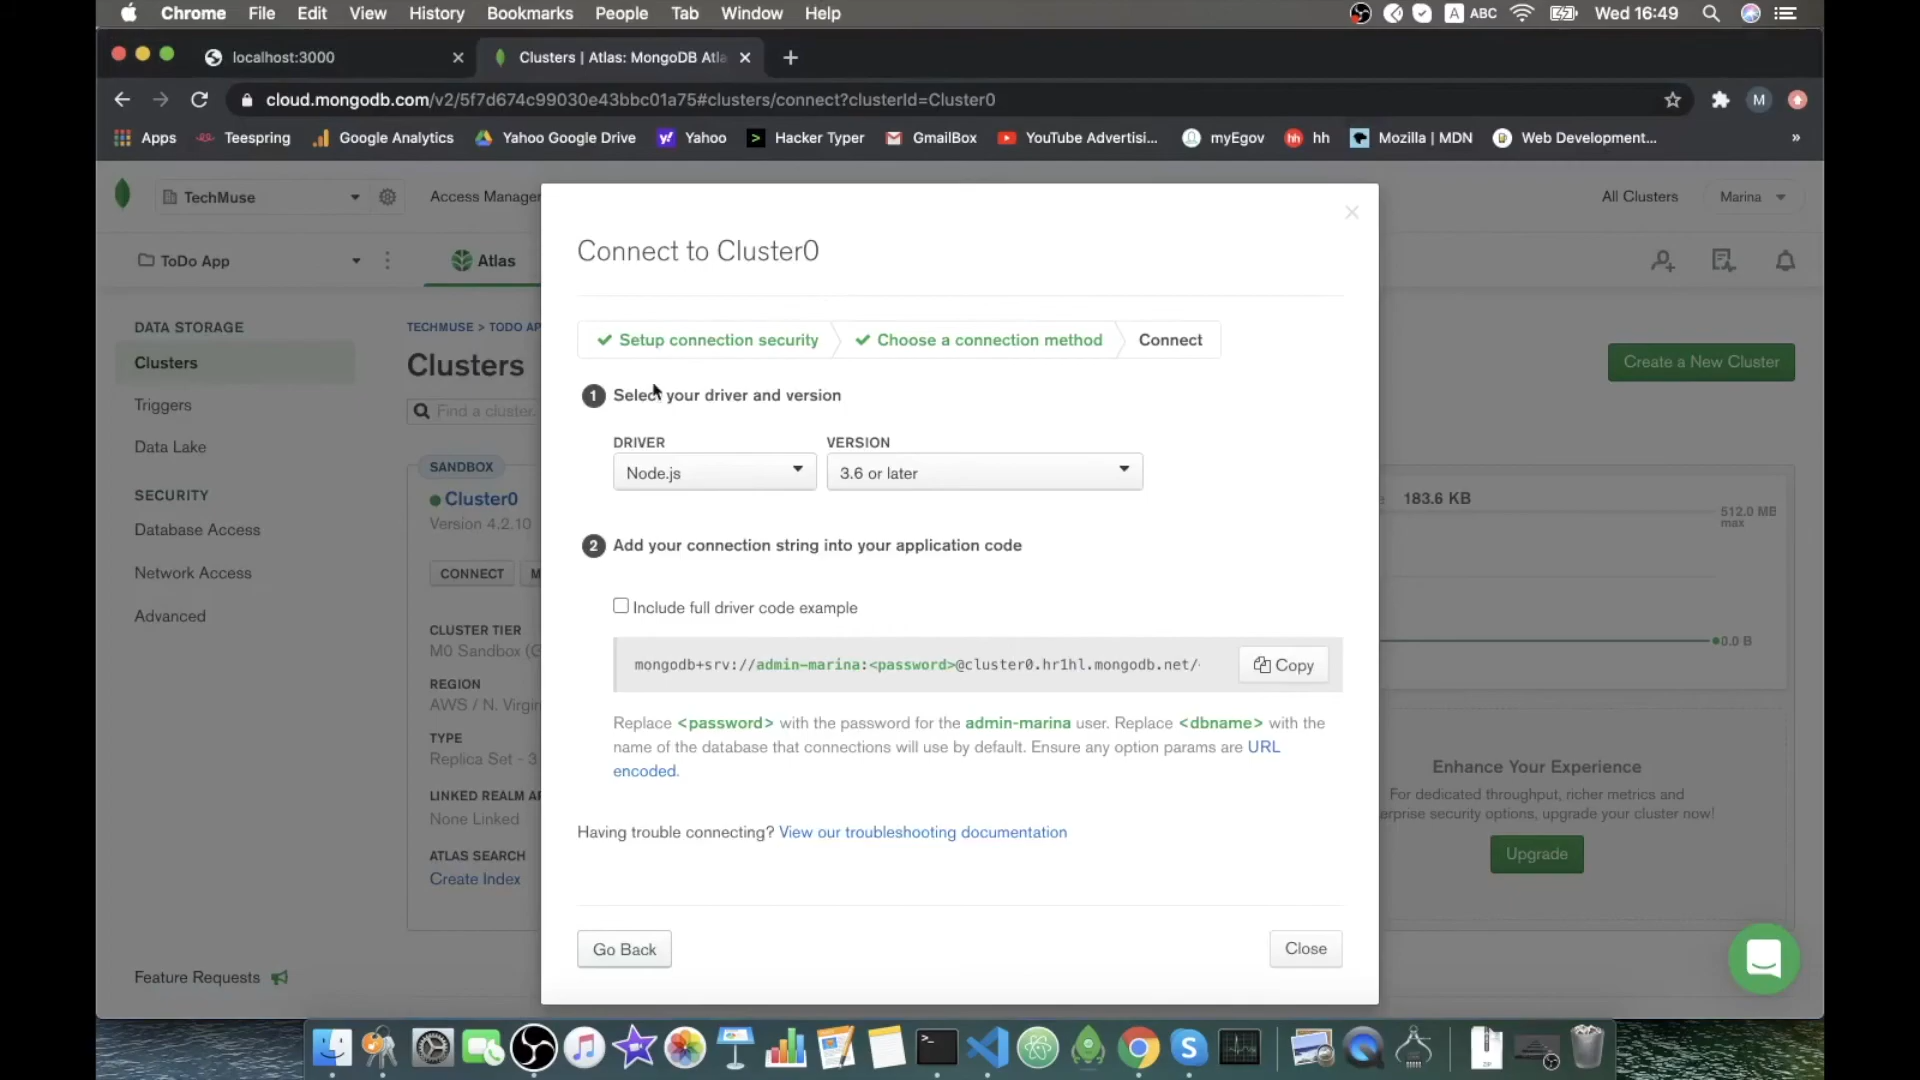 Chrome File Edit View History Bookmarks People Tab Window Help
A ABC Wed 16:49
localhost:3000
Clusters | Atlas: MongoDB Atla
cloud.mongodb.com/v2/5f7d674c99030e43bbc01a75#clusters/connect?clusterId=Cluster0
M
Apps Teespring Google Analytics Yahoo Google Drive Yahoo Hacker Typer GmailBox YouTube Advertisi... myEgov hh Mozilla | MDN Web Development... »
TechMuse
Access Manager
All Clusters
Marina
ToDo App
Atlas
DATA STORAGE
Clusters
Triggers
Data Lake
SECURITY
Database Access
Network Access
Advanced
Feature Requests
TECHMUSE > TODO AP
Clusters
Create a New Cluster
Find a cluster.
SANDBOX
Cluster0
Version 4.2.10
CONNECT M
CLUSTER TIER
M0 Sandbox (G
REGION
AWS / N. Virgin
TYPE
Replica Set - 3
LINKED REALM AP
None Linked
ATLAS SEARCH
Create Index
Connect to Cluster0
Setup connection security
Choose a connection method
Connect
1 Select your driver and version
DRIVER VERSION
Node.js 3.6 or later
2 Add your connection string into your application code
Include full driver code example
mongodb+srv://admin-marina:<password>@cluster0.hr1hl.mongodb.net/
Copy
Replace <password> with the password for the admin-marina user. Replace <dbname> with the
name of the database that connections will use by default. Ensure any option params are URL
encoded.
Having trouble connecting? View our troubleshooting documentation
Go Back
Close
e 183.6 KB
512.0 MB
max
0.0 B
Enhance Your Experience
For dedicated throughput, richer metrics and
erprise security options, upgrade your cluster now!
Upgrade